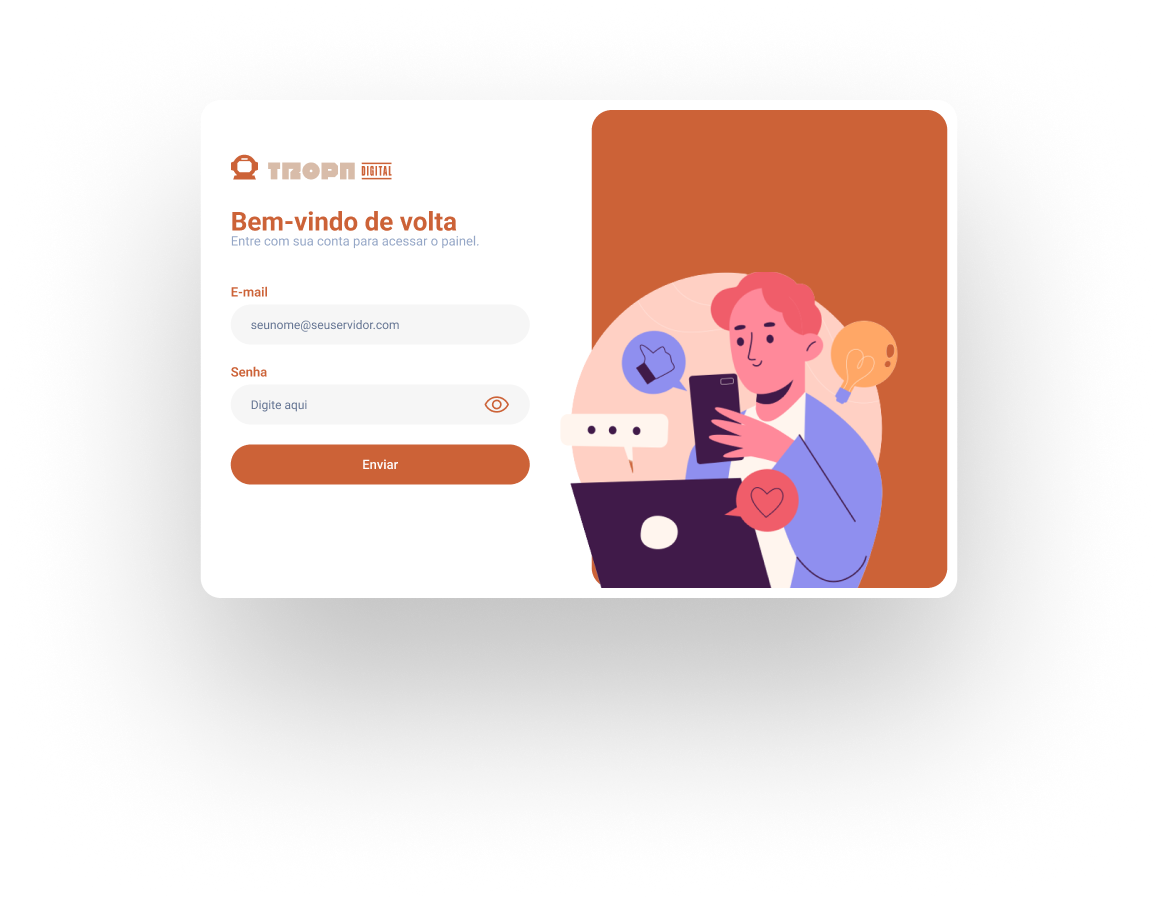 TROPA DIGITAL
Bem-vindo de volta
Entre com sua conta para acessar o painel.
E-mail
seunome@seuservidor.com
Senha
Digite aqui
Enviar